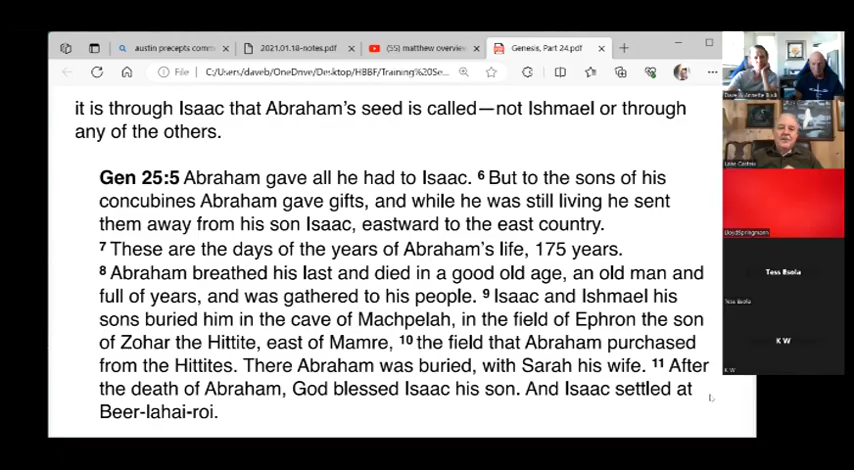 austin precepts comm
2021.01.18-notes.pdf
(55) matthew overview
Genesis, Part 24.pdf
File
C:/Users/daveb/OneDrive/Desktop/HBBF/Training%20Se...
it is through Isaac that Abraham's seed is called—not Ishmael or through
any of the others.
Gen 25:5 Abraham gave all he had to Isaac. 6 But to the sons of his
concubines Abraham gave gifts, and while he was still living he sent
them away from his son Isaac, eastward to the east country.
7 These are the days of the years of Abraham's life, 175 years.
8 Abraham breathed his last and died in a good old age, an old man and
full of years, and was gathered to his people. 9 Isaac and Ishmael his
sons buried him in the cave of Machpelah, in the field of Ephron the son
of Zohar the Hittite, east of Mamre, 10 the field that Abraham purchased
from the Hittites. There Abraham was buried, with Sarah his wife. 11 After
the death of Abraham, God blessed Isaac his son. And Isaac settled at
Beer-lahai-roi.
Dave & Annette
LloydSpringmann
Tess Esola
Tess Esola
K W
K W